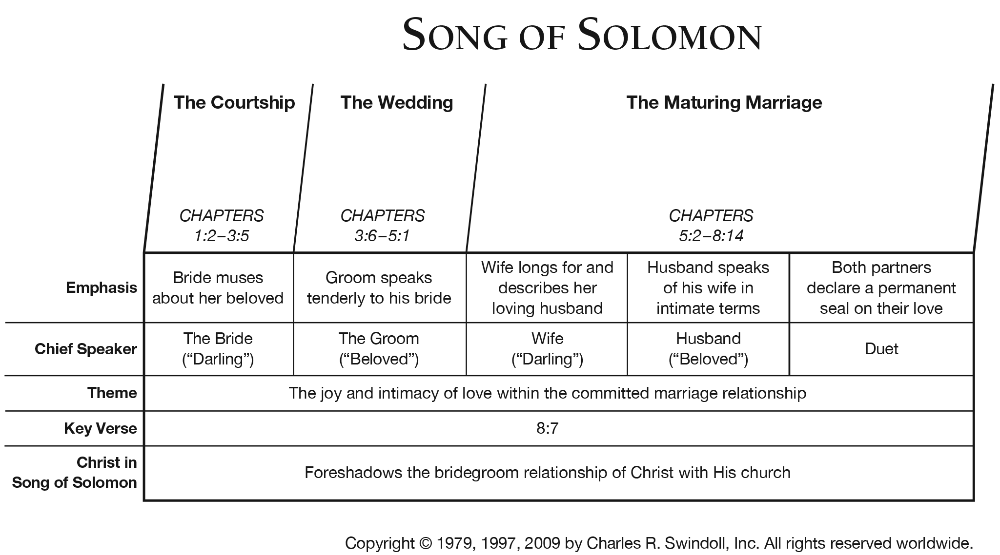 SONG OF SOLOMON
The Courtship
The Wedding
The Maturing Marriage
CHAPTERS
1:2–3:5
CHAPTERS
3:6–5:1
CHAPTERS
5:2–8:14
Emphasis
Bride muses
about her beloved
Groom speaks
tenderly to his bride
Wife longs for and
describes her
loving husband
Husband speaks
of his wife in
intimate terms
Both partners
declare a permanent
seal on their love
Chief Speaker
The Bride
(“Darling”)
The Groom
(“Beloved”)
Wife
(“Darling”)
Husband
(“Beloved”)
Duet
Theme
The joy and intimacy of love within the committed marriage relationship
Key Verse
8:7
Christ in
Song of Solomon
Foreshadows the bridegroom relationship of Christ with His church
Copyright © 1979, 1997, 2009 by Charles R. Swindoll, Inc. All rights reserved worldwide.